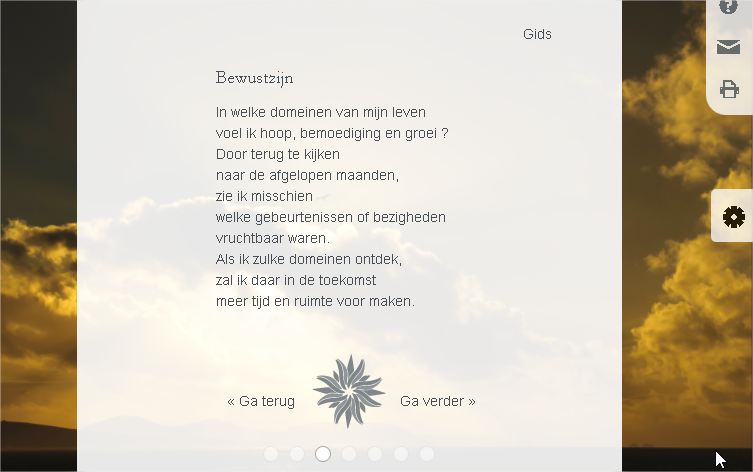 Gids
Bewustzijn
In welke domeinen van mijn leven
voel ik hoop, bemoediging en groei ?
Door terug te kijken
naar de afgelopen maanden,
zie ik misschien
welke gebeurtenissen of bezigheden
vruchtbaar waren.
Als ik zulke domeinen ontdek,
zal ik daar in de toekomst
meer tijd en ruimte voor maken.
« Ga terug
Ga verder »